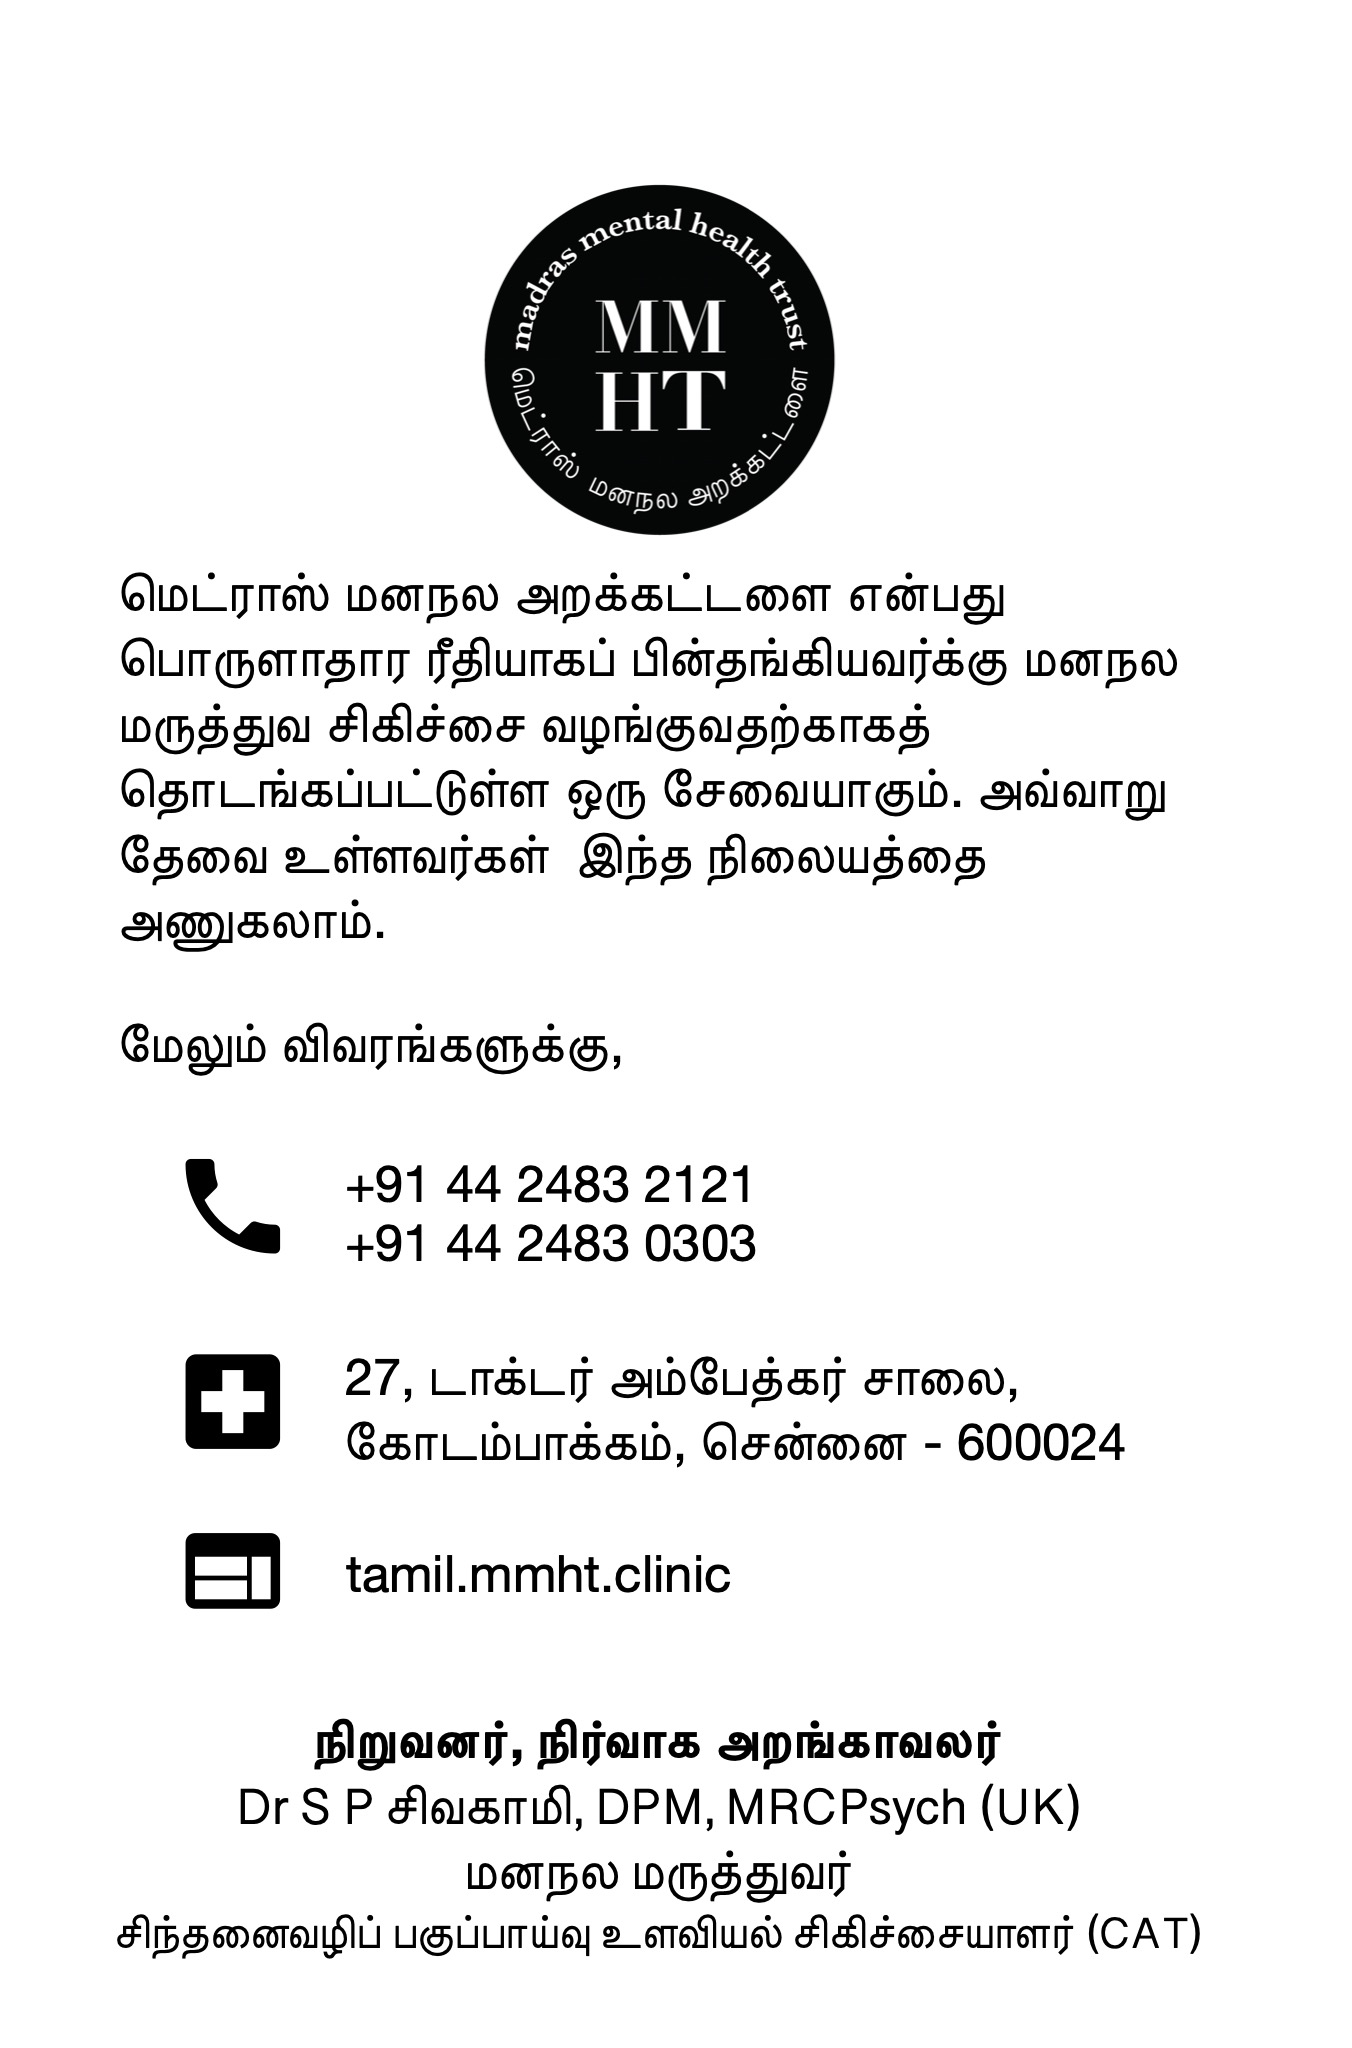 madras mental health trust
MM
HT
மெட்ராஸ் மனநல அறக்கட்டளை
மெட்ராஸ் மனநல அறக்கட்டளை என்பது
பொருளாதார ரீதியாகப் பின்தங்கியவர்க்கு மனநல
மருத்துவ சிகிச்சை வழங்குவதற்காகத்
தொடங்கப்பட்டுள்ள ஒரு சேவையாகும். அவ்வாறு
தேவை உள்ளவர்கள்  இந்த நிலையத்தை
அணுகலாம்.
மேலும் விவரங்களுக்கு,
+91 44 2483 2121
+91 44 2483 0303
27, டாக்டர் அம்பேத்கர் சாலை,
கோடம்பாக்கம், சென்னை - 600024
tamil.mmht.clinic
நிறுவனர், நிர்வாக அறங்காவலர்
Dr S P சிவகாமி, DPM, MRCPsych (UK)
மனநல மருத்துவர்
சிந்தனைவழிப் பகுப்பாய்வு உளவியல் சிகிச்சையாளர் (CAT)